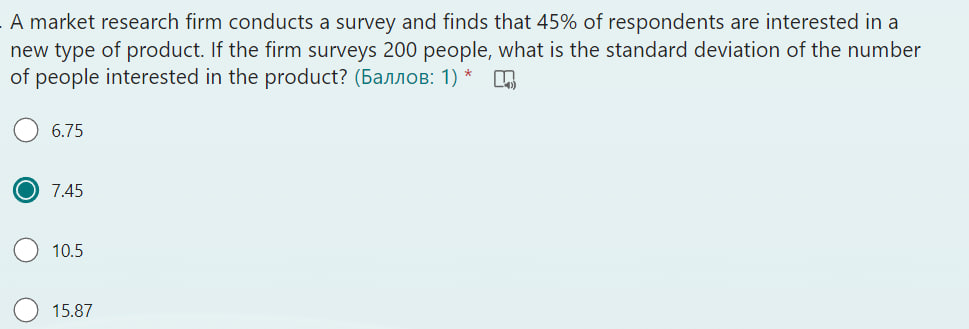 A market research firm conducts a survey and finds that 45% of respondents are interested in a
new type of product. If the firm surveys 200 people, what is the standard deviation of the number
of people interested in the product? (Баллов: 1) *
6.75
7.45
10.5
15.87